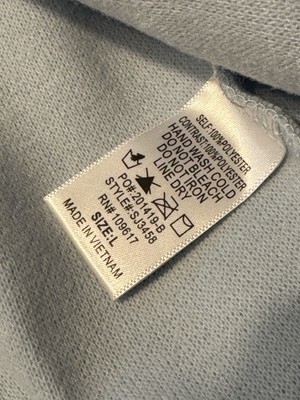 SELF:100%POLYESTER
CONTRAST:100%POLYESTER
HAND WASH COLD
DO NOT BLEACH
LINE DRY
DO NOT IRON
PO#:201419-B
STYLE#:SJ3458
RN# 109617
SIZE:L
MADE IN VIETNAM